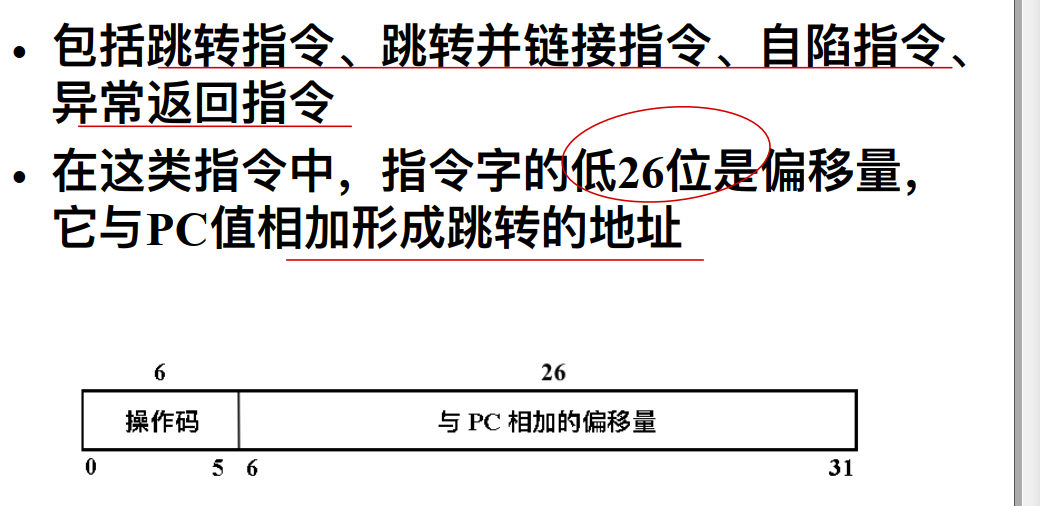 • 包括跳转指令、跳转并链接指令、自陷指令、
异常返回指令
• 在这类指令中，指令字的低26位是偏移量，
它与PC值相加形成跳转的地址
6 26
操作码 与 PC 相加的偏移量
0 5 6 31